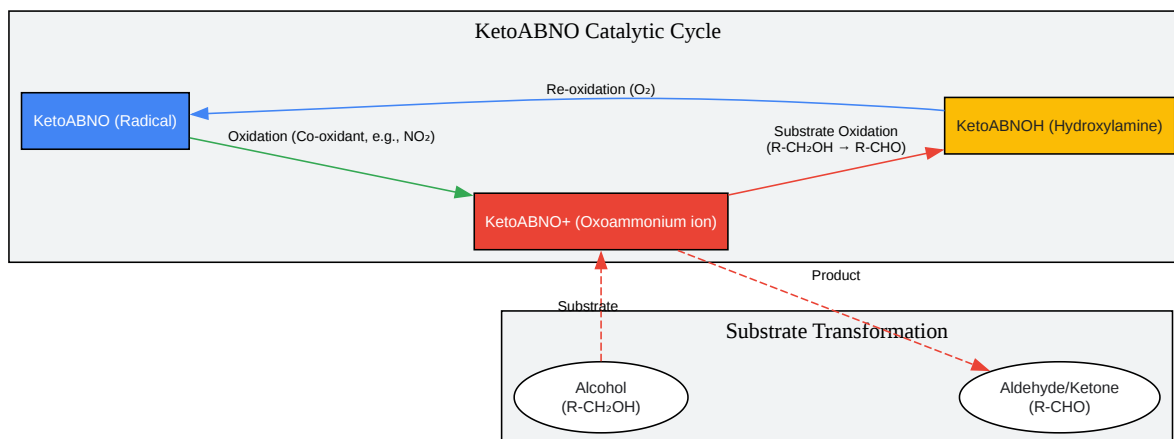 KetoABNO Catalytic Cycle
Re-oxidation (O₂)
KetoABNO (Radical)
Oxidation (Co-oxidant, e.g., NO₂)
Substrate Oxidation
(R-CH₂OH → R-CHO)
KetoABNOH (Hydroxylamine)
KetoABNO+ (Oxoammonium ion)
Product
Substrate
Substrate Transformation
Alcohol
(R-CH₂OH)
Aldehyde/Ketone
(R-CHO)